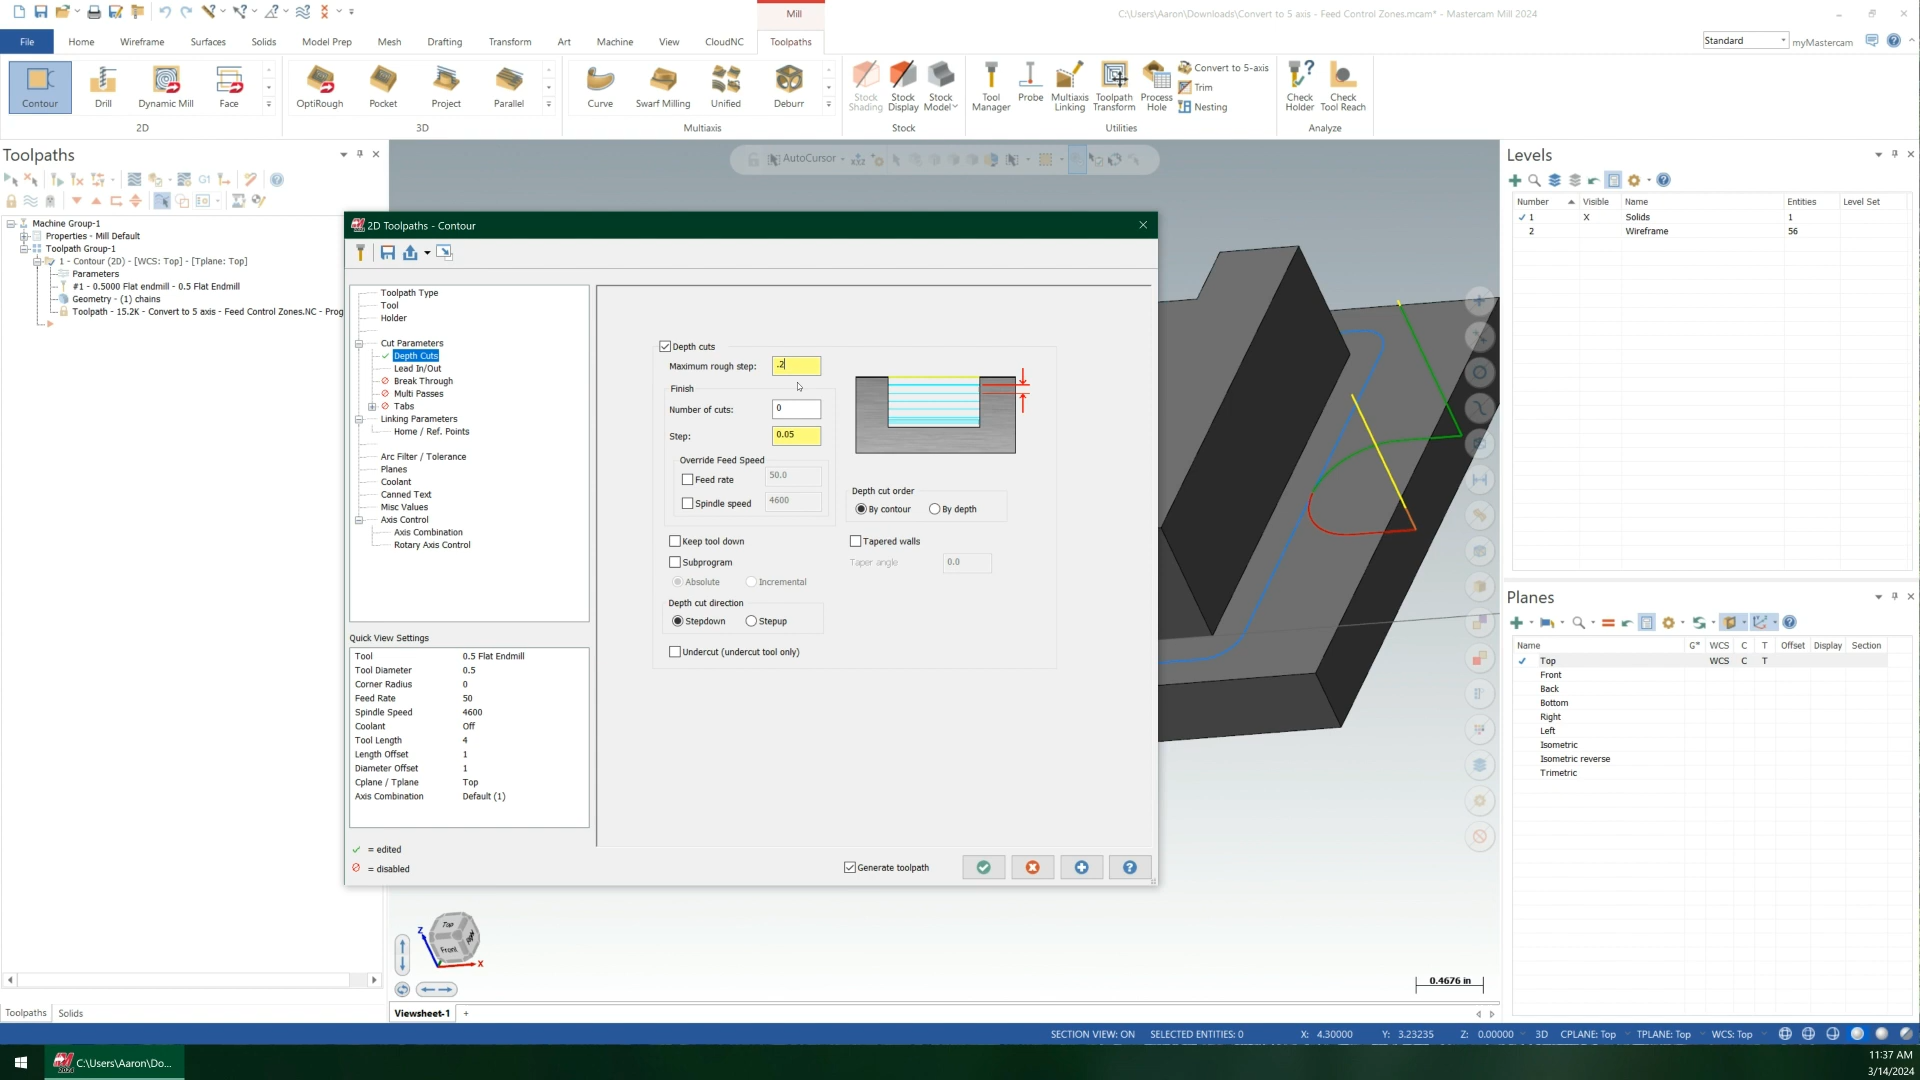 Mill
C:\Users\Aaron\Downloads\Convert to 5 axis - Feed Control Zones.mcam* - Mastercam Mill 2024
File Home Wireframe Surfaces Solids Model Prep Mesh Drafting Transform Art Machine View CloudNC Toolpaths
Standard myMastercam
Contour Drill Dynamic Mill Face
OptiRough Pocket Project Parallel
Curve Swarf Milling Unified Deburr
Stock Shading Stock Display Stock Model
Tool Manager Probe Multiaxis Linking Toolpath Transform Process Hole
Convert to 5-axis
Trim
Nesting
Check Holder Check Tool Reach
2D 3D Multiaxis Stock Utilities Analyze
Toolpaths
G1
Machine Group-1
Properties - Mill Default
Toolpath Group-1
1 - Contour (2D) - [WCS: Top] - [Tplane: Top]
Parameters
#1 - 0.5000 Flat endmill - 0.5 Flat Endmill
Geometry - (1) chains
Toolpath - 15.2K - Convert to 5 axis - Feed Control Zones.NC - Prog
Toolpaths Solids
AutoCursor
2D Toolpaths - Contour
Toolpath Type
Tool
Holder
Cut Parameters
Depth Cuts
Lead In/Out
Break Through
Multi Passes
Tabs
Linking Parameters
Home / Ref. Points
Arc Filter / Tolerance
Planes
Coolant
Canned Text
Misc Values
Axis Control
Axis Combination
Rotary Axis Control
Quick View Settings
Tool 0.5 Flat Endmill
Tool Diameter 0.5
Corner Radius 0
Feed Rate 50
Spindle Speed 4600
Coolant Off
Tool Length 4
Length Offset 1
Diameter Offset 1
Cplane / Tplane Top
Axis Combination Default (1)
= edited
= disabled
Depth cuts
Maximum rough step: .2
Finish
Number of cuts: 0
Step: 0.05
Override Feed Speed
Feed rate 50.0
Spindle speed 4600
Depth cut order
By contour By depth
Keep tool down
Subprogram
Absolute Incremental
Tapered walls
Taper angle 0.0
Depth cut direction
Stepdown Stepup
Undercut (undercut tool only)
Generate toolpath
Top
Front
Right
Z
X
0.4676 in
Viewsheet-1 +
Levels
Number Visible Name Entities Level Set
1 X Solids 1
2 Wireframe 56
Planes
Name G* WCS C T Offset Display Section
Top WCS C T
Front
Back
Bottom
Right
Left
Isometric
Isometric reverse
Trimetric
SECTION VIEW: ON SELECTED ENTITIES: 0 X: 4.30000 Y: 3.23235 Z: 0.00000 3D CPLANE: Top TPLANE: Top WCS: Top
C:\Users\Aaron\Do...
11:37 AM
3/14/2024